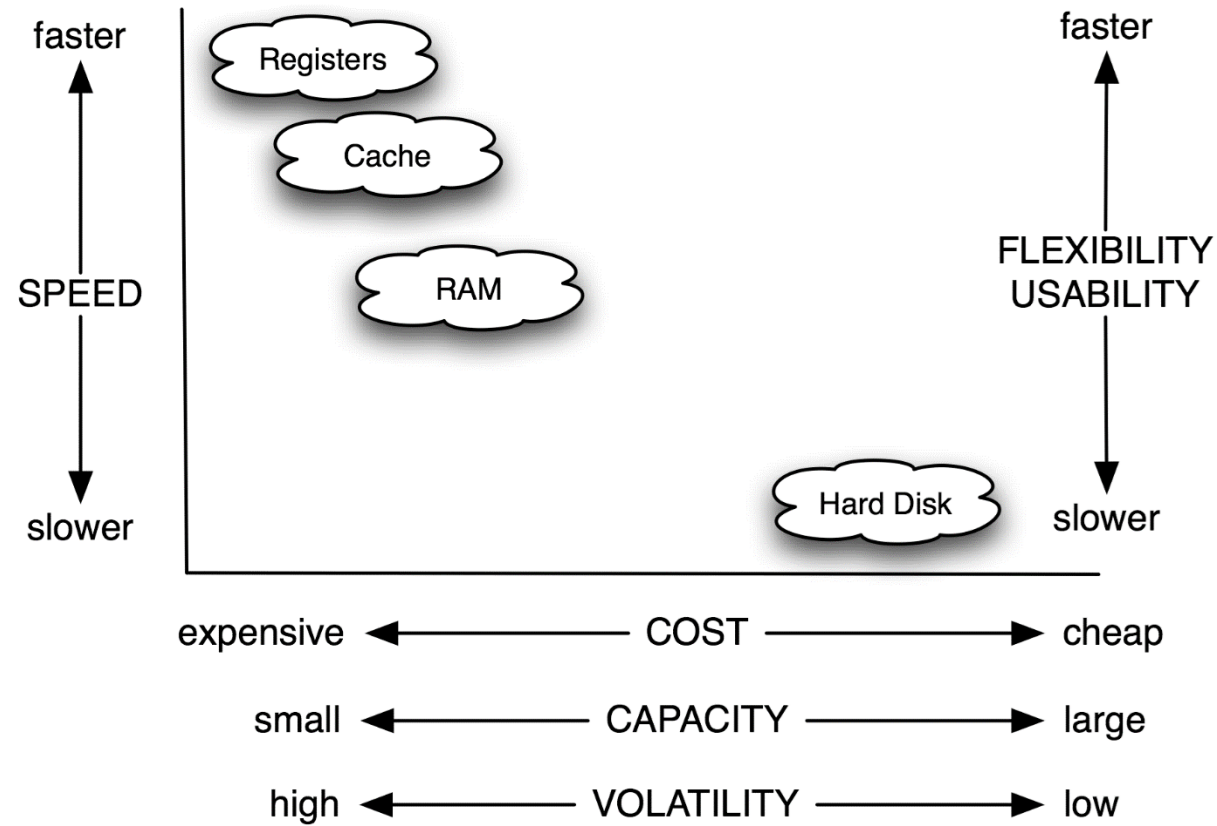 faster
faster
Registers
Cache
FLEXIBILITY
USABILITY
SPEED
RAM
Hard Disk
slower
slower
expensive COST cheap
small CAPACITY large
high VOLATILITY low